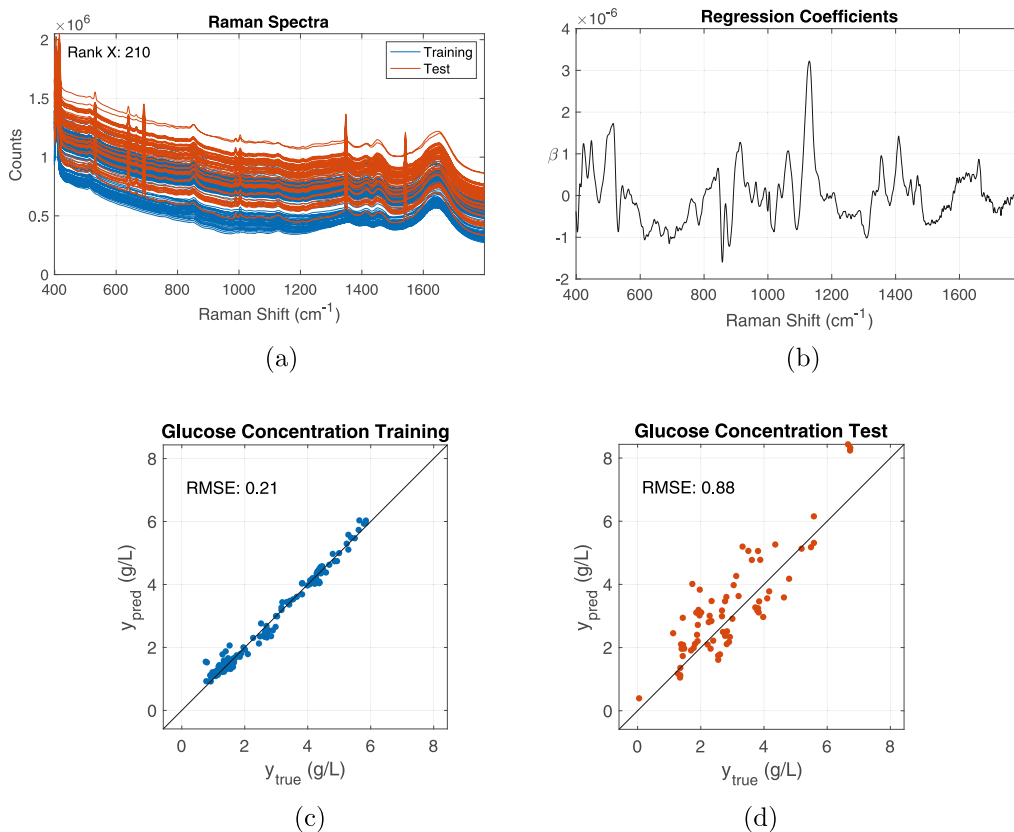 Raman Spectra
×10⁶
Rank X: 210
Training
Test
2
1.5
1
0.5
0
Counts
400 600 800 1000 1200 1400 1600
Raman Shift (cm⁻¹)
(a)
Regression Coefficients
×10⁻⁶
4
3
2
1
0
-1
-2
β
400 600 800 1000 1200 1400 1600
Raman Shift (cm⁻¹)
(b)
Glucose Concentration Training
RMSE: 0.21
8
6
4
2
0
y_pred (g/L)
0 2 4 6 8
y_true (g/L)
(c)
Glucose Concentration Test
RMSE: 0.88
8
6
4
2
0
y_pred (g/L)
0 2 4 6 8
y_true (g/L)
(d)